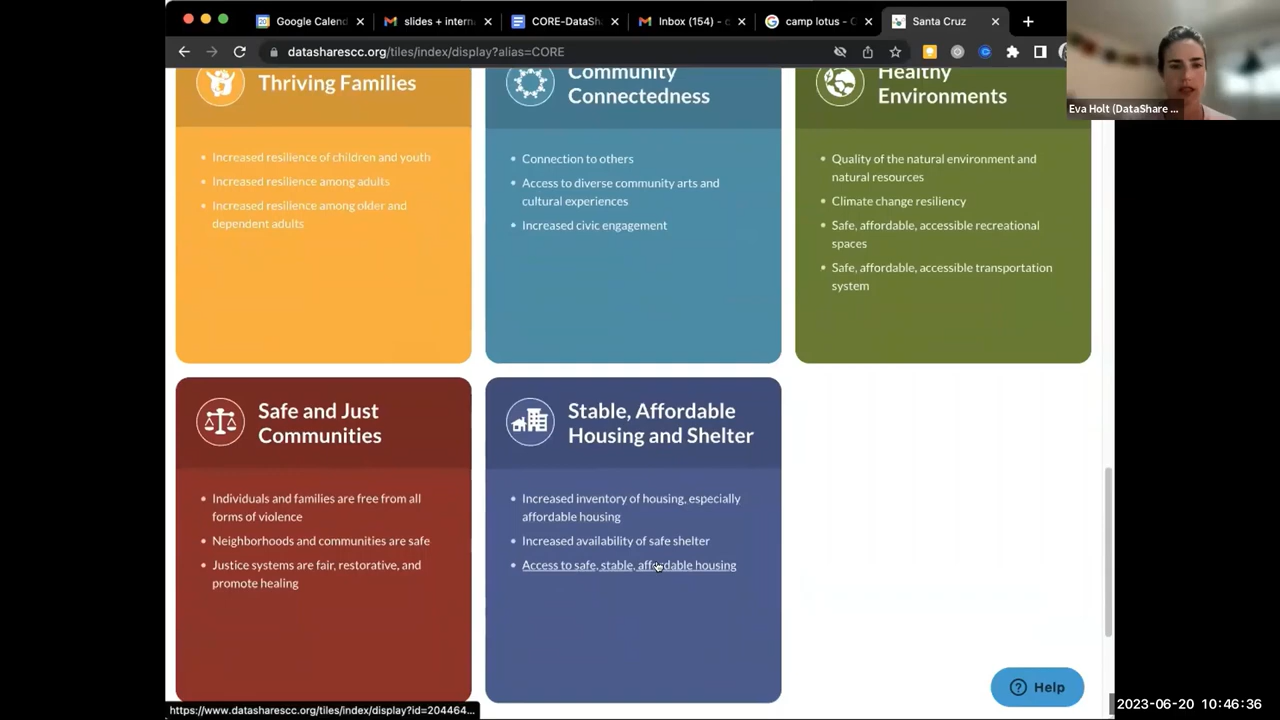 Google Calend
slides + intern
CORE-DataSha
Inbox (154) - c
camp lotus - G
Santa Cruz
datasharescc.org/tiles/index/display?alias=CORE
Eva Holt (DataShare ...
Thriving Families
Increased resilience of children and youth
Increased resilience among adults
Increased resilience among older and
dependent adults
Community
Connectedness
Connection to others
Access to diverse community arts and
cultural experiences
Increased civic engagement
Healthy
Environments
Quality of the natural environment and
natural resources
Climate change resiliency
Safe, affordable, accessible recreational
spaces
Safe, affordable, accessible transportation
system
Safe and Just
Communities
Individuals and families are free from all
forms of violence
Neighborhoods and communities are safe
Justice systems are fair, restorative, and
promote healing
Stable, Affordable
Housing and Shelter
Increased inventory of housing, especially
affordable housing
Increased availability of safe shelter
Access to safe, stable, affordable housing
Help
https://www.datasharescc.org/tiles/index/display?id=204464...
2023-06-20 10:46:36